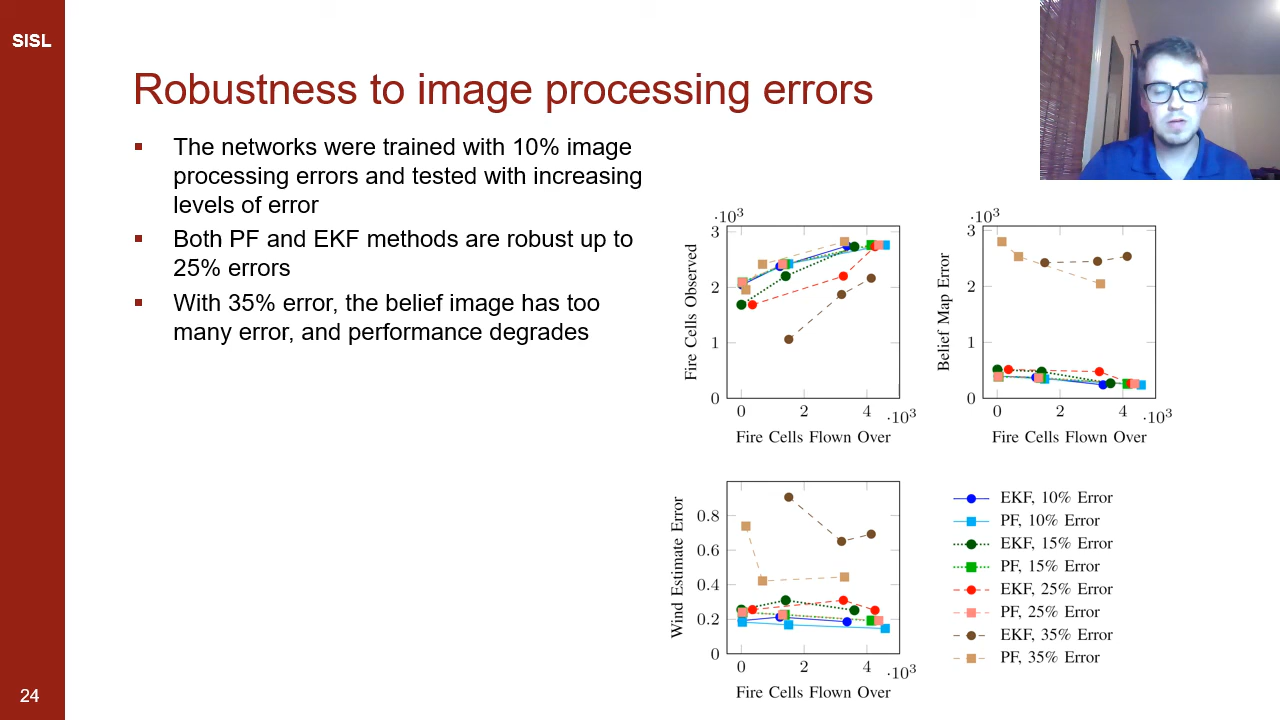 SISL
Robustness to image processing errors
▪ The networks were trained with 10% image
processing errors and tested with increasing
levels of error
▪ Both PF and EKF methods are robust up to
25% errors
▪ With 35% error, the belief image has too
many error, and performance degrades
·10³
3
2
1
0
Fire Cells Observed
0 2 4 ·10³
Fire Cells Flown Over
·10³
3
2
1
0
Belief Map Error
0 2 4 ·10³
Fire Cells Flown Over
0.8
0.6
0.4
0.2
0
Wind Estimate Error
0 2 4 ·10³
Fire Cells Flown Over
EKF, 10% Error
PF, 10% Error
EKF, 15% Error
PF, 15% Error
EKF, 25% Error
PF, 25% Error
EKF, 35% Error
PF, 35% Error
24